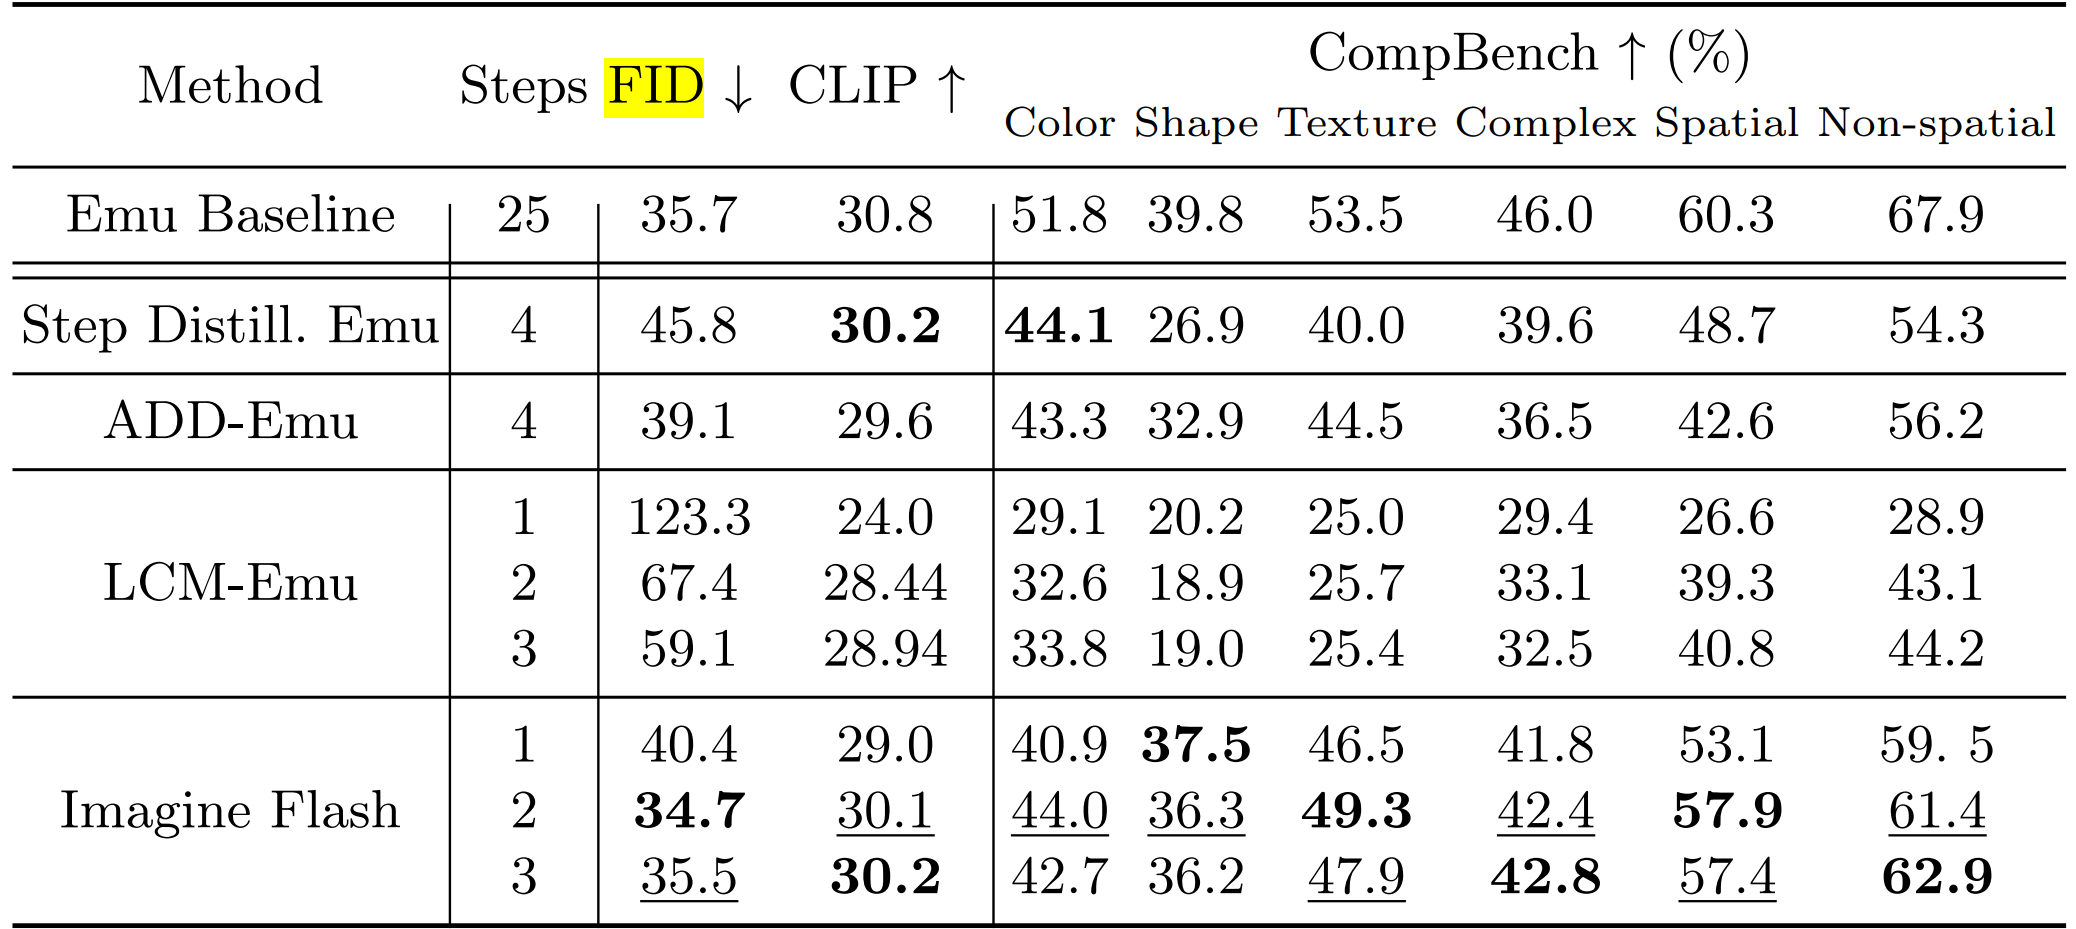 Method Steps FID ↓ CLIP ↑ CompBench ↑ (%)
Color Shape Texture Complex Spatial Non-spatial
Emu Baseline 25 35.7 30.8 51.8 39.8 53.5 46.0 60.3 67.9
Step Distill. Emu 4 45.8 30.2 44.1 26.9 40.0 39.6 48.7 54.3
ADD-Emu 4 39.1 29.6 43.3 32.9 44.5 36.5 42.6 56.2
1 123.3 24.0 29.1 20.2 25.0 29.4 26.6 28.9
LCM-Emu 2 67.4 28.44 32.6 18.9 25.7 33.1 39.3 43.1
3 59.1 28.94 33.8 19.0 25.4 32.5 40.8 44.2
1 40.4 29.0 40.9 37.5 46.5 41.8 53.1 59. 5
Imagine Flash 2 34.7 30.1 44.0 36.3 49.3 42.4 57.9 61.4
3 35.5 30.2 42.7 36.2 47.9 42.8 57.4 62.9